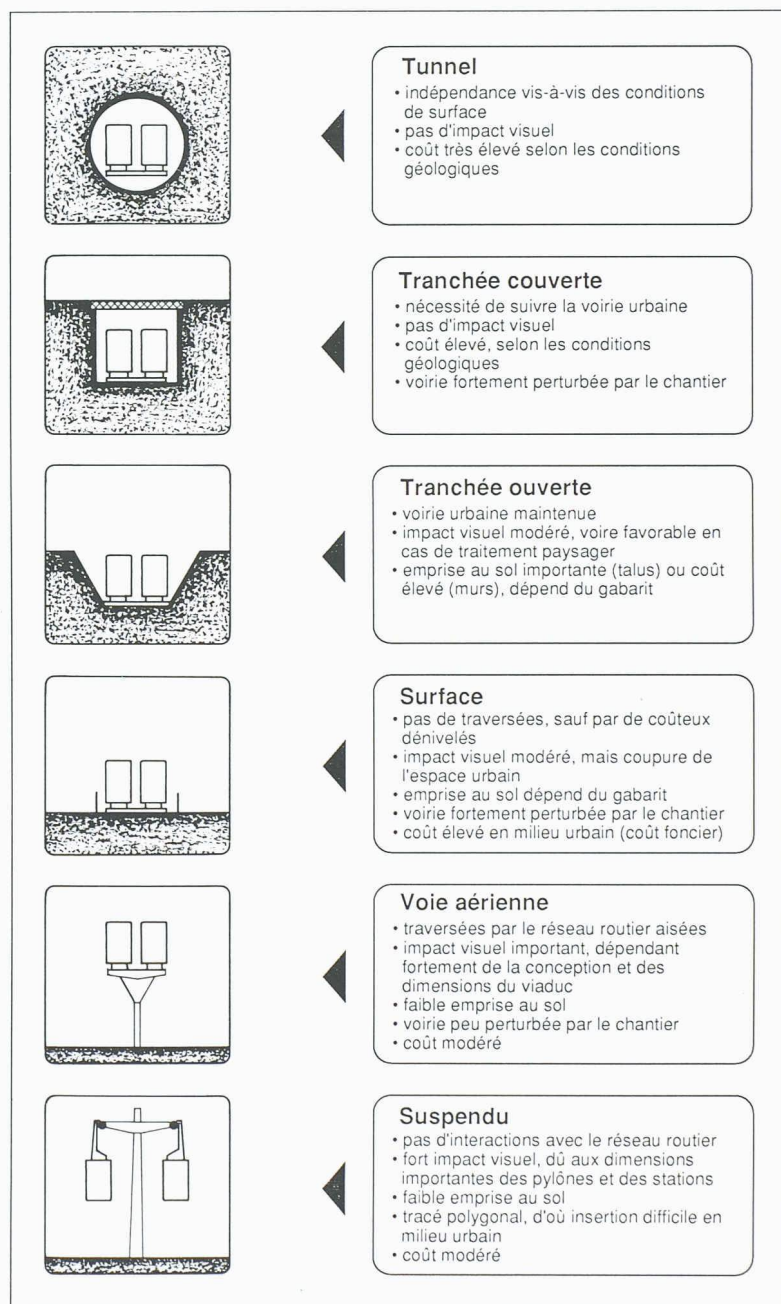 Tunnel
• indépendance vis-à-vis des conditions
de surface
• pas d'impact visuel
• coût très élevé selon les conditions
géologiques
Tranchée couverte
• nécessité de suivre la voirie urbaine
• pas d'impact visuel
• coût élevé, selon les conditions
géologiques
• voirie fortement perturbée par le chantier
Tranchée ouverte
• voirie urbaine maintenue
• impact visuel modéré, voire favorable en
cas de traitement paysager
• emprise au sol importante (talus) ou coût
élevé (murs), dépend du gabarit
Surface
• pas de traversées, sauf par de coûteux
dénivelés
• impact visuel modéré, mais coupure de
l'espace urbain
• emprise au sol dépend du gabarit
• voirie fortement perturbée par le chantier
• coût élevé en milieu urbain (coût foncier)
Voie aérienne
• traversées par le réseau routier aisées
• impact visuel important, dépendant
fortement de la conception et des
dimensions du viaduc
• faible emprise au sol
• voirie peu perturbée par le chantier
• coût modéré
Suspendu
• pas d'interactions avec le réseau routier
• fort impact visuel, dû aux dimensions
importantes des pylônes et des stations
• faible emprise au sol
• tracé polygonal, d'où insertion difficile en
milieu urbain
• coût modéré